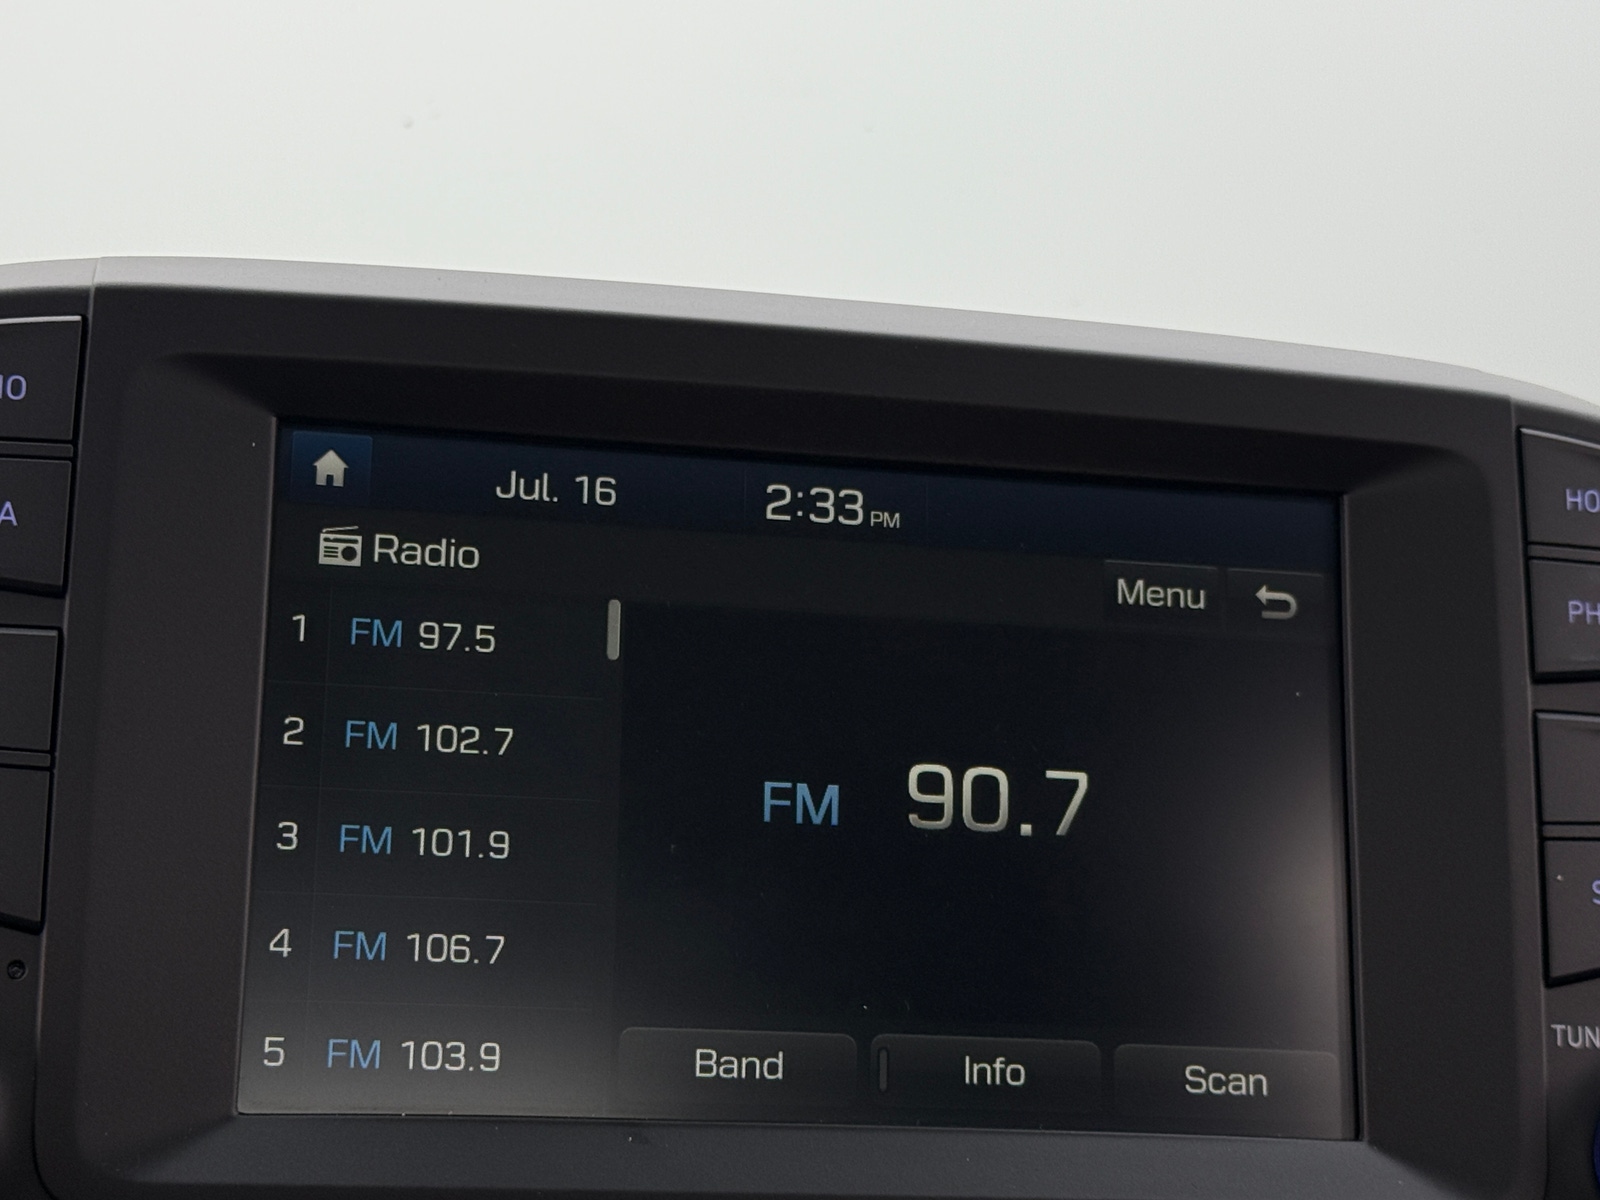 Jul. 16 2:33 PM
Radio
Menu
1 FM 97.5
2 FM 102.7
3 FM 101.9
4 FM 106.7
5 FM 103.9
FM 90.7
Band Info Scan